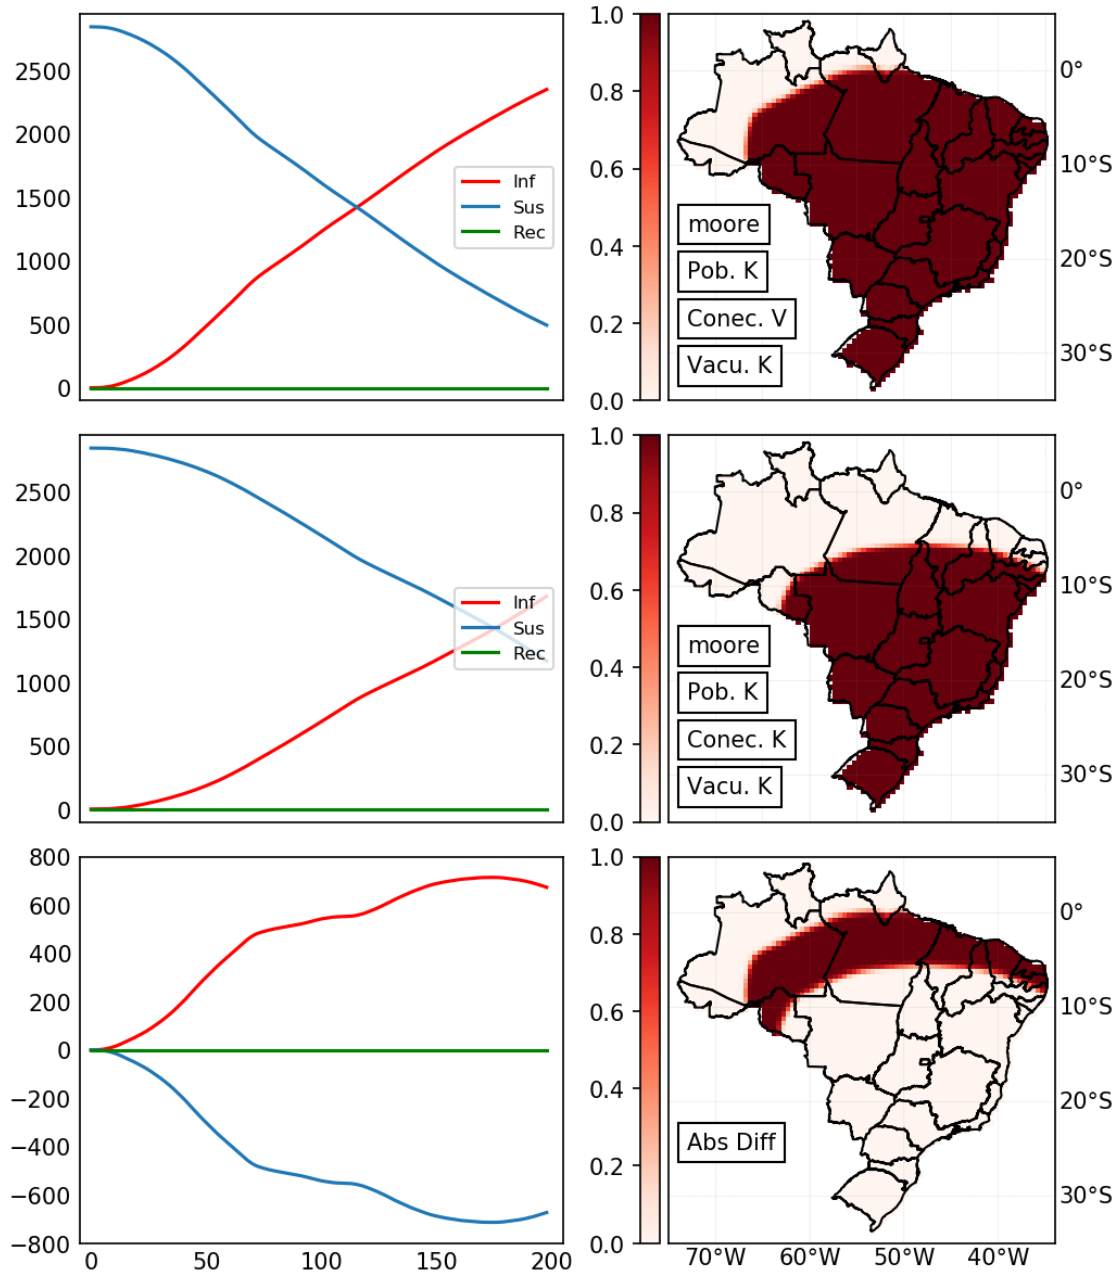 2500
2000
1500
1000
500
0
Inf
Sus
Rec
1.0
0.8
0.6
0.4
0.2
0.0
moore
Pob. K
Conec. V
Vacu. K
0°
10°S
20°S
30°S
2500
2000
1500
1000
500
0
Inf
Sus
Rec
1.0
0.8
0.6
0.4
0.2
0.0
moore
Pob. K
Conec. K
Vacu. K
0°
10°S
20°S
30°S
800
600
400
200
0
−200
−400
−600
−800
0 50 100 150 200
1.0
0.8
0.6
0.4
0.2
0.0
Abs Diff
0°
10°S
20°S
30°S
70°W 60°W 50°W 40°W